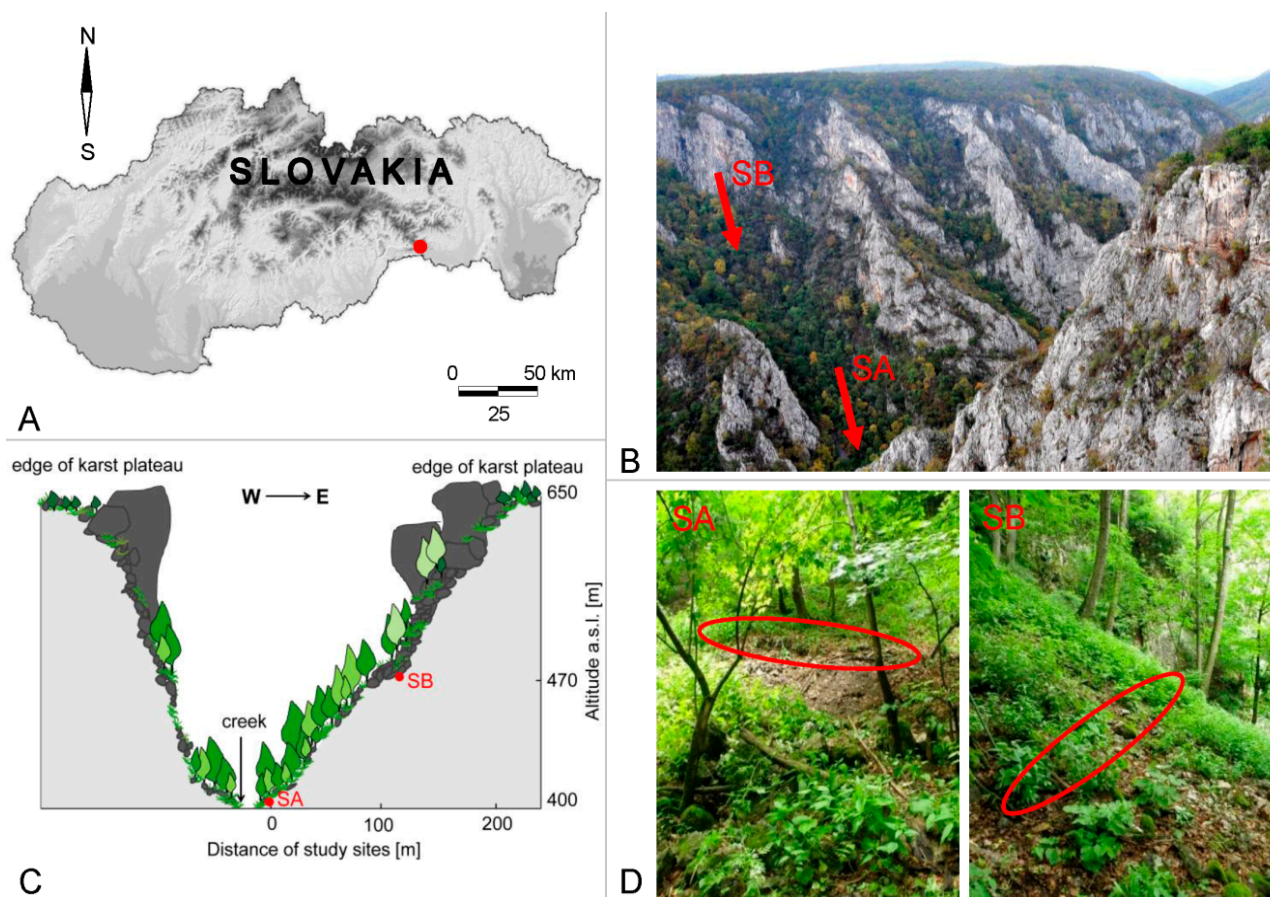 N
S
SLOVAKIA
0 50 km
25
A
SB
SA
B
edge of karst plateau
edge of karst plateau
W E
650
creek
SB
470
SA
400
0 100 200
Distance of study sites [m]
Altitude a.s.l. [m]
C
SA
SB
D